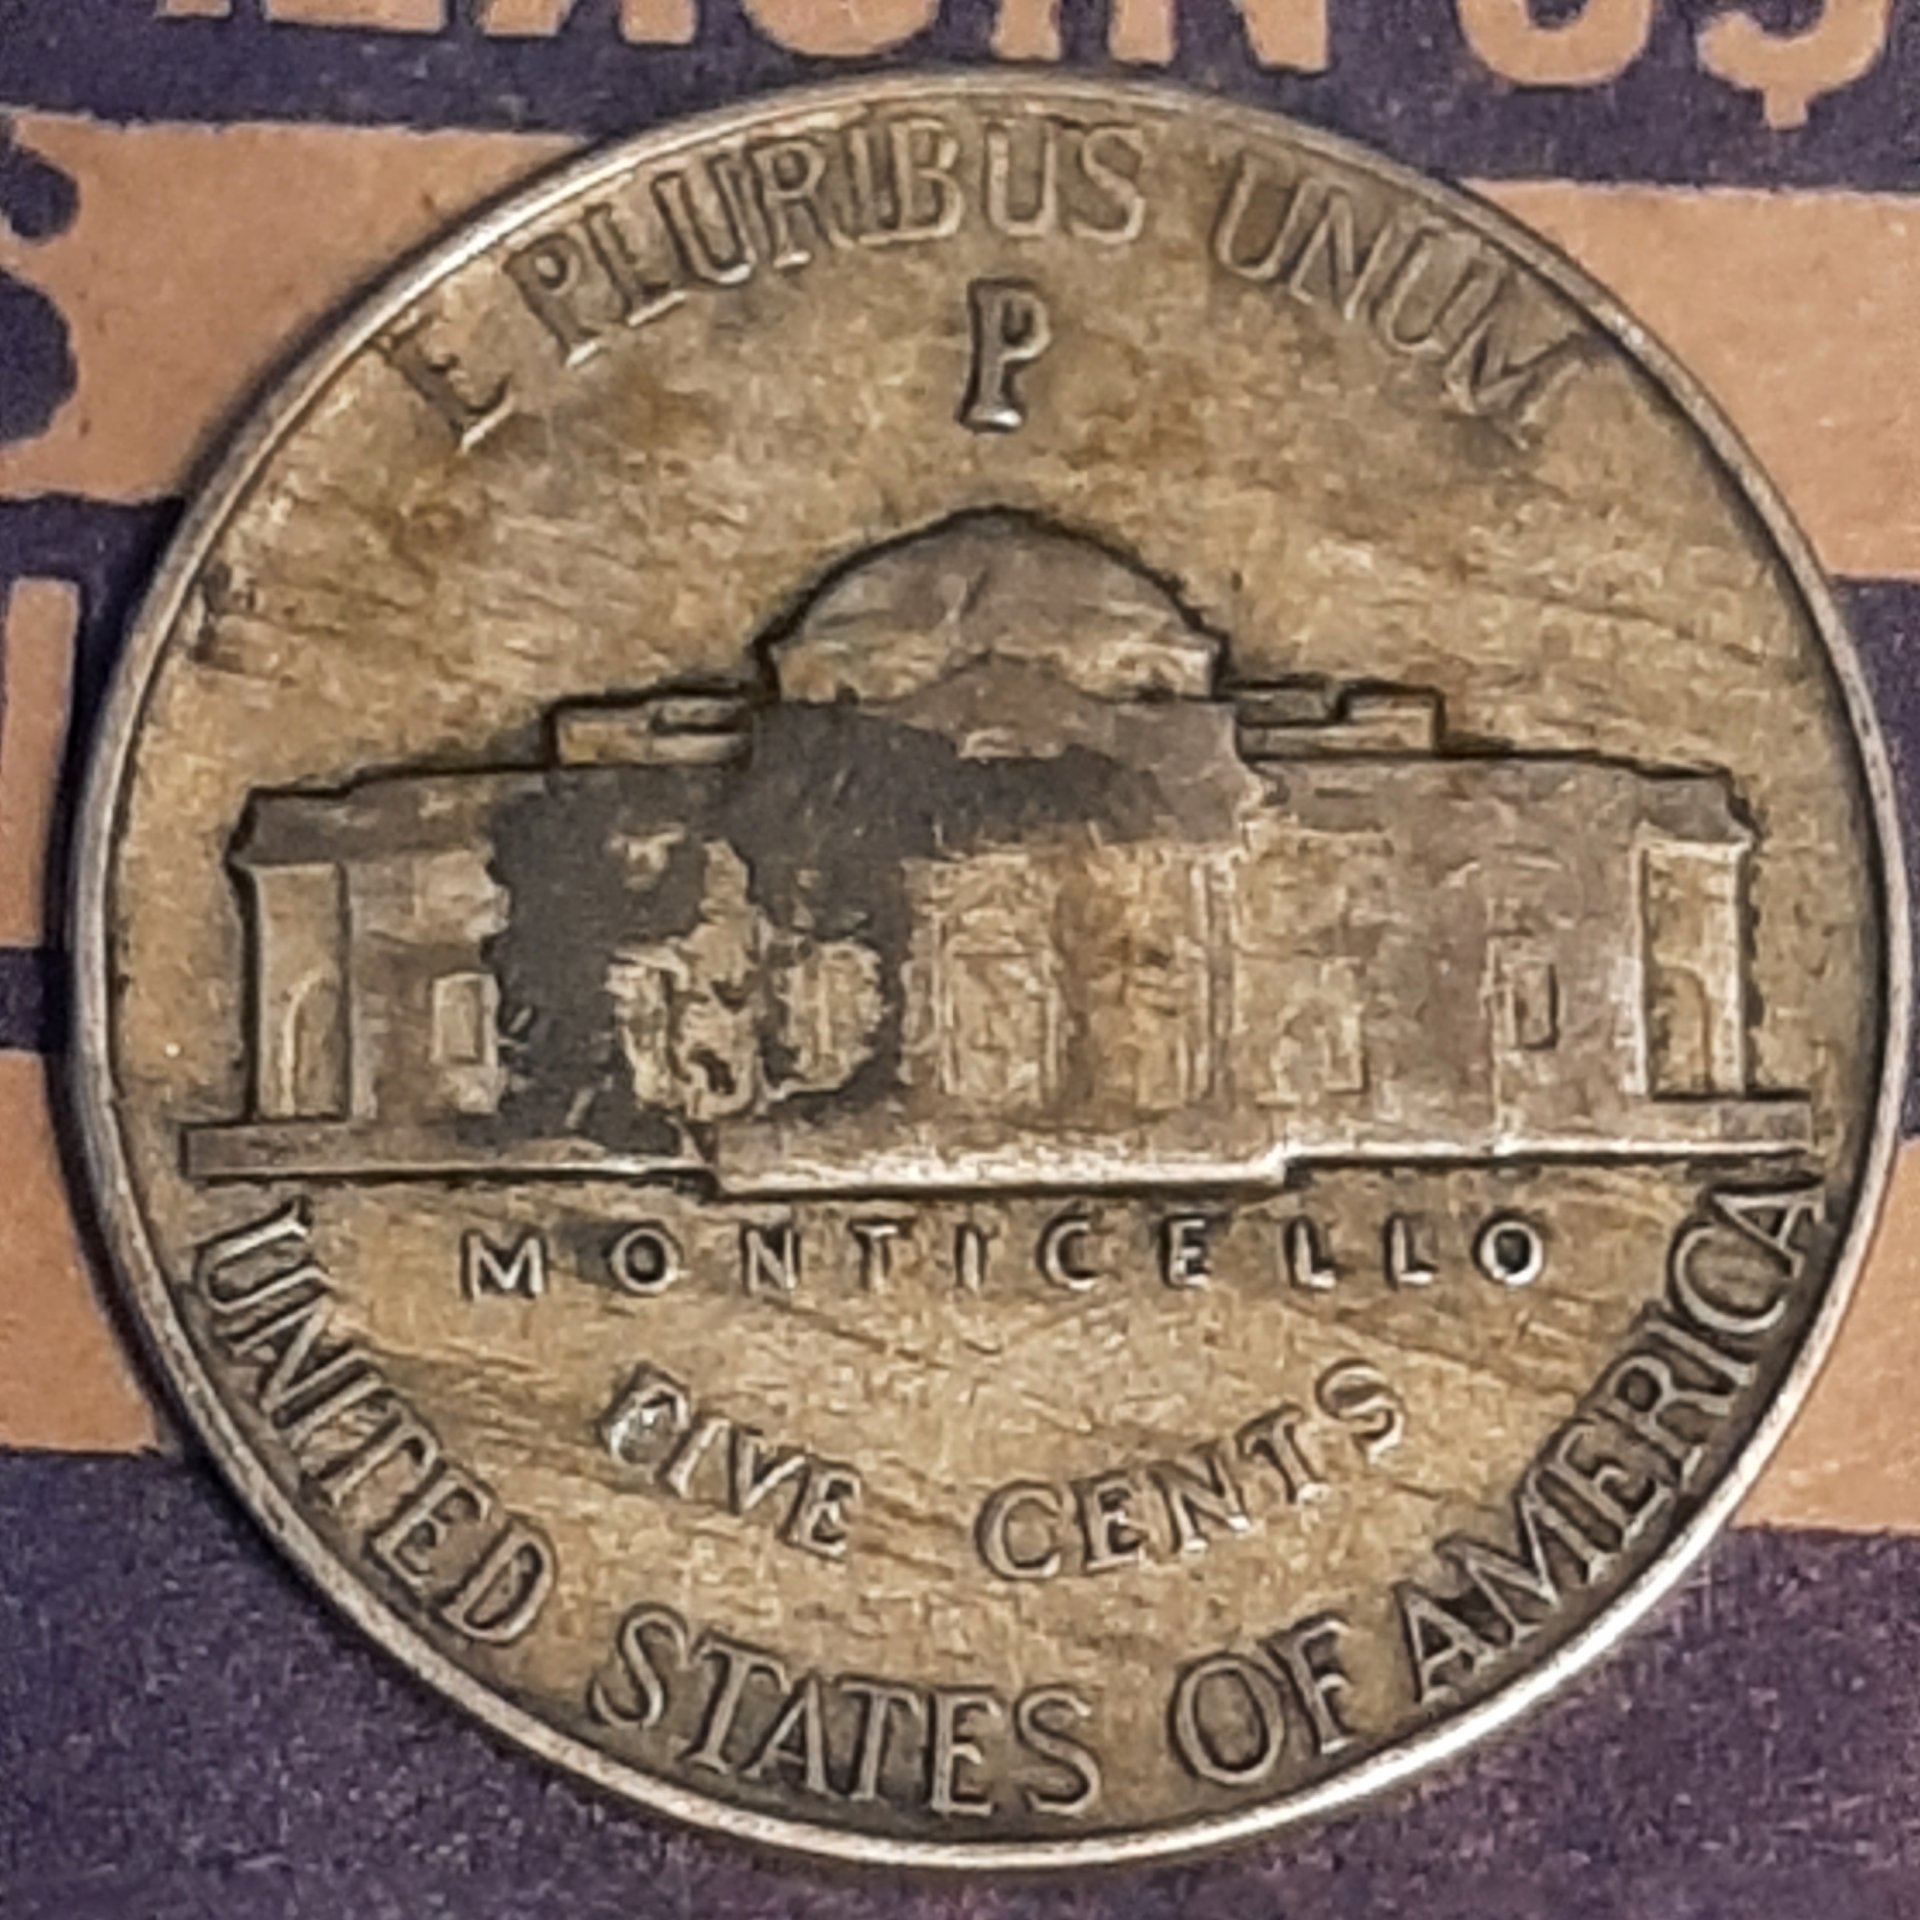 E PLURIBUS UNUM
P
MONTICELLO
FIVE CENTS
UNITED STATES OF AMERICA